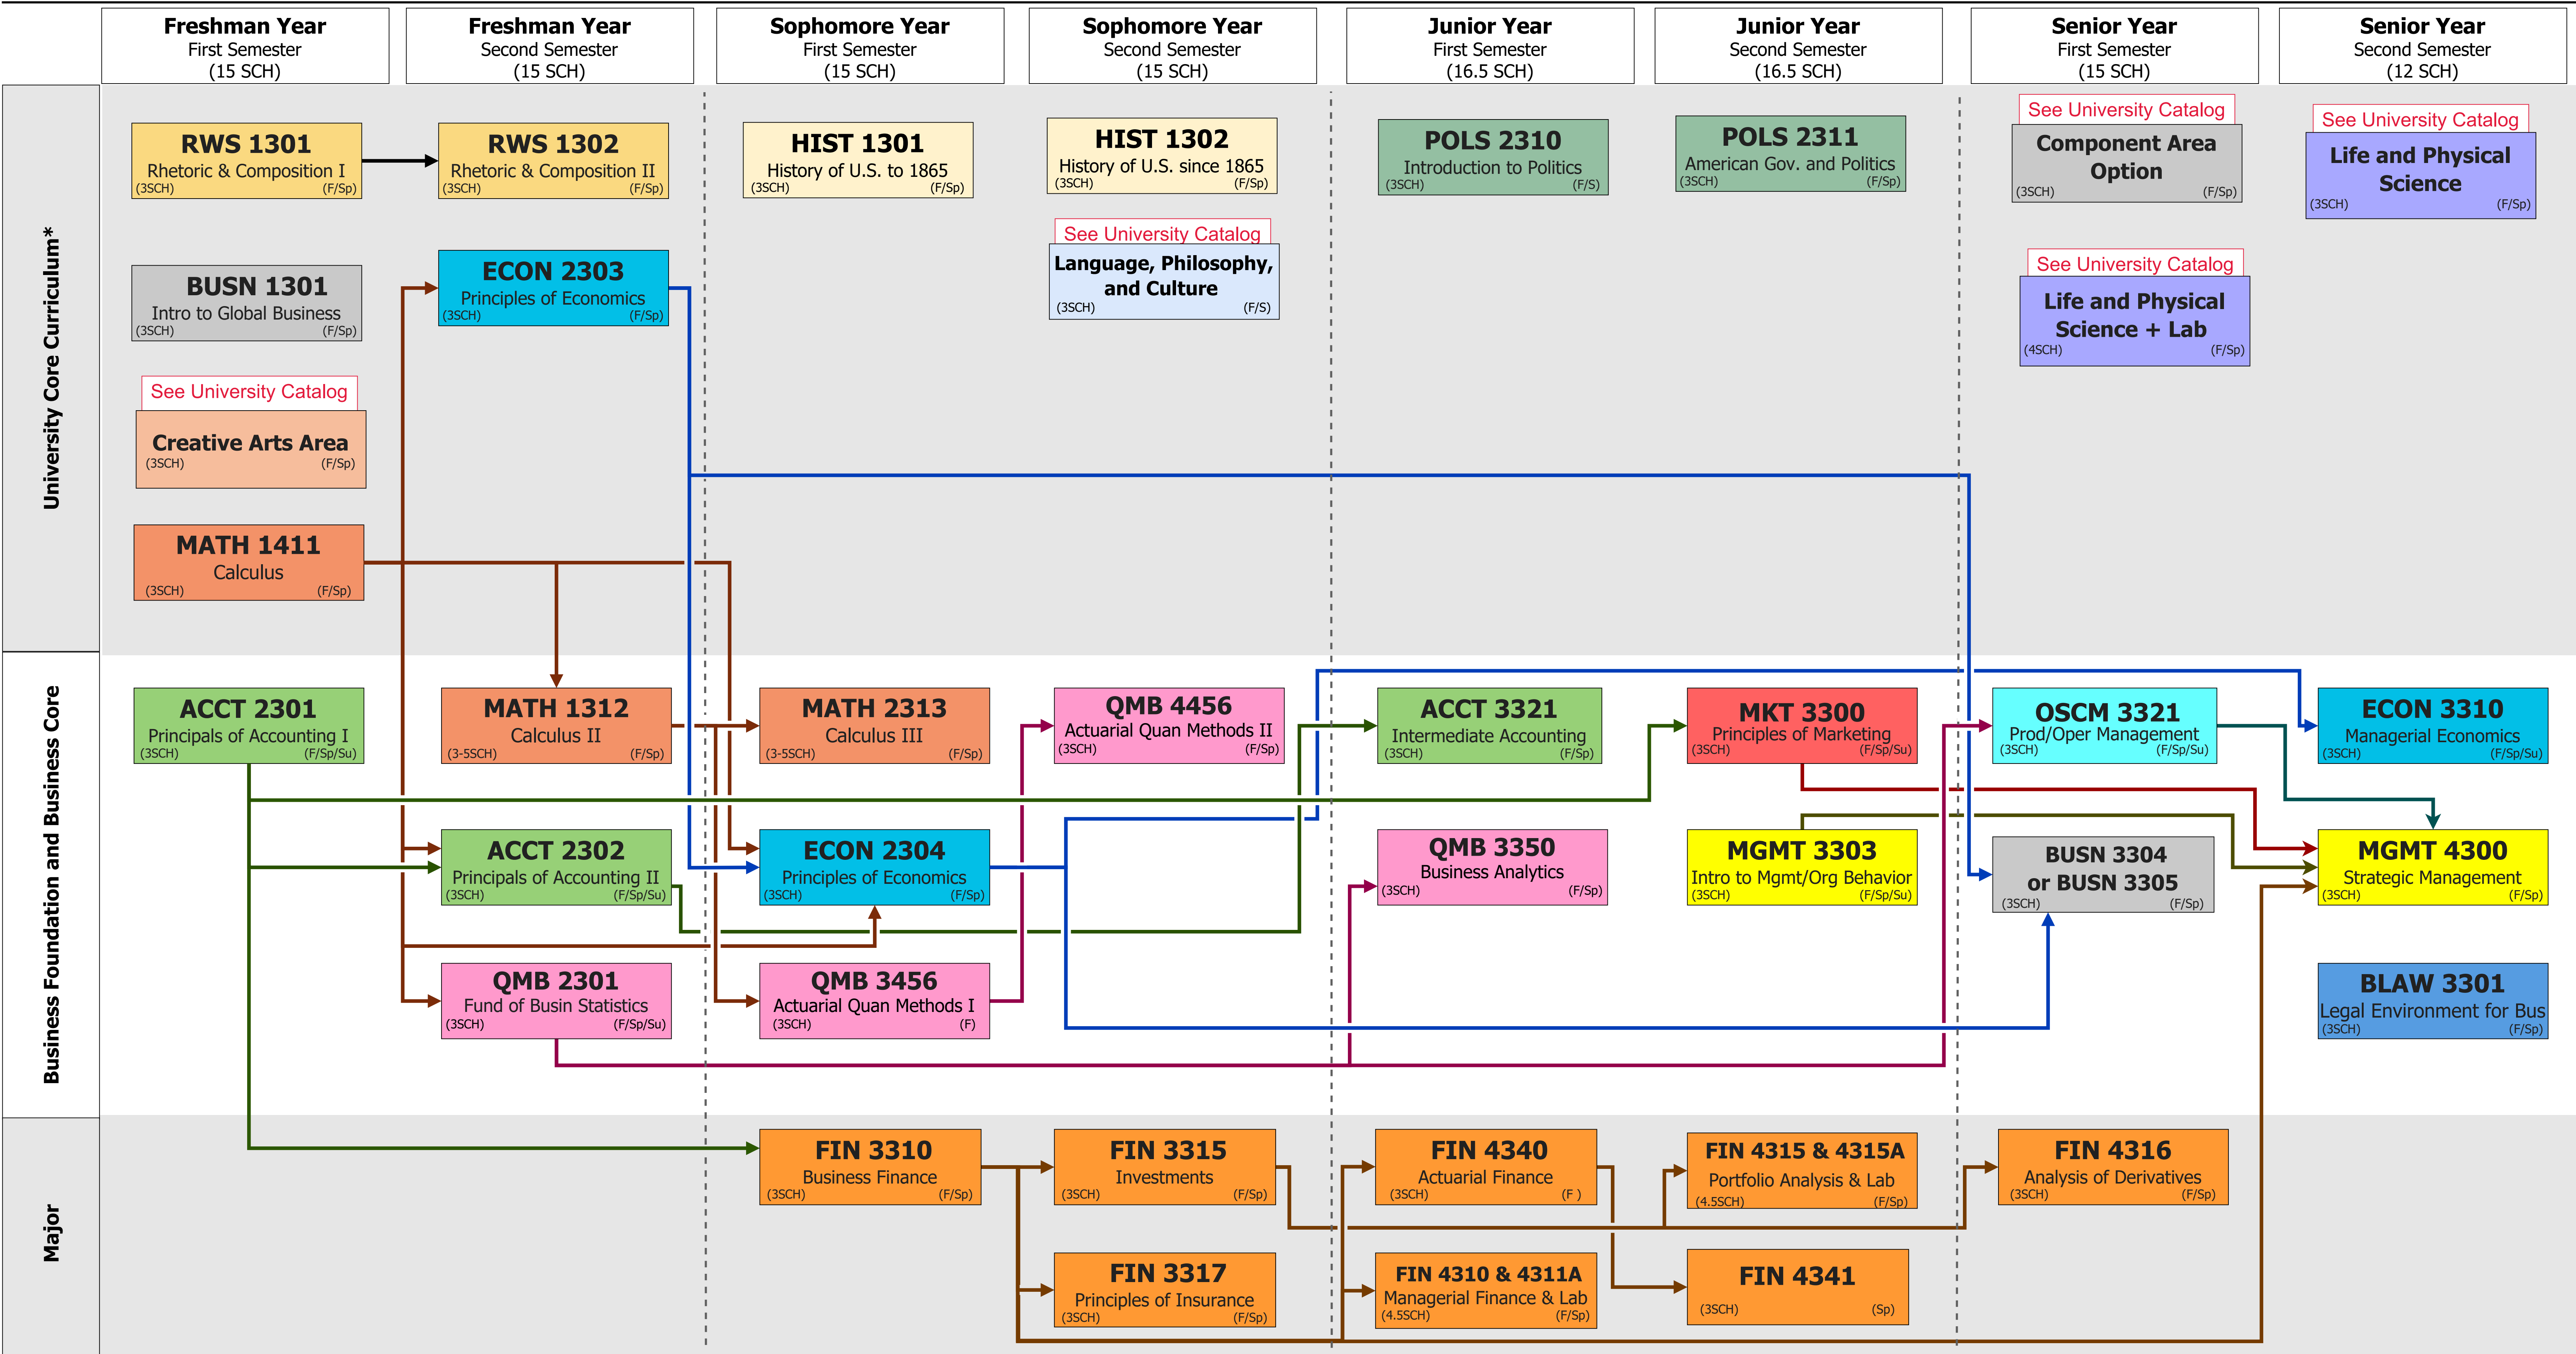 Freshman Year
First Semester
(15 SCH)
Freshman Year
Second Semester
(15 SCH)
Sophomore Year
First Semester
(15 SCH)
Sophomore Year
Second Semester
(15 SCH)
Junior Year
First Semester
(16.5 SCH)
Junior Year
Second Semester
(16.5 SCH)
Senior Year
First Semester
(15 SCH)
Senior Year
Second Semester
(12 SCH)
University Core Curriculum*
RWS 1301
Rhetoric & Composition I
(3SCH) (F/Sp)
RWS 1302
Rhetoric & Composition II
(3SCH) (F/Sp)
HIST 1301
History of U.S. to 1865
(3SCH) (F/Sp)
HIST 1302
History of U.S. since 1865
(3SCH) (F/Sp)
POLS 2310
Introduction to Politics
(3SCH) (F/S)
POLS 2311
American Gov. and Politics
(3SCH) (F/Sp)
See University Catalog
Component Area
Option
(3SCH) (F/Sp)
See University Catalog
Life and Physical
Science
(3SCH) (F/Sp)
BUSN 1301
Intro to Global Business
(3SCH) (F/Sp)
ECON 2303
Principles of Economics
(3SCH) (F/Sp)
See University Catalog
Language, Philosophy,
and Culture
(3SCH) (F/S)
See University Catalog
Life and Physical
Science + Lab
(4SCH) (F/Sp)
See University Catalog
Creative Arts Area
(3SCH) (F/Sp)
MATH 1411
Calculus
(3SCH) (F/Sp)
Business Foundation and Business Core
ACCT 2301
Principals of Accounting I
(3SCH) (F/Sp/Su)
MATH 1312
Calculus II
(3-5SCH) (F/Sp)
MATH 2313
Calculus III
(3-5SCH) (F/Sp)
QMB 4456
Actuarial Quan Methods II
(3SCH) (F/Sp)
ACCT 3321
Intermediate Accounting
(3SCH) (F/Sp)
MKT 3300
Principles of Marketing
(3SCH) (F/Sp/Su)
OSCM 3321
Prod/Oper Management
(3SCH) (F/Sp/Su)
ECON 3310
Managerial Economics
(3SCH) (F/Sp/Su)
ACCT 2302
Principals of Accounting II
(3SCH) (F/Sp/Su)
ECON 2304
Principles of Economics
(3SCH) (F/Sp)
QMB 3350
Business Analytics
(3SCH) (F/Sp)
MGMT 3303
Intro to Mgmt/Org Behavior
(3SCH) (F/Sp/Su)
BUSN 3304
or BUSN 3305
(3SCH) (F/Sp)
MGMT 4300
Strategic Management
(3SCH) (F/Sp)
QMB 2301
Fund of Busin Statistics
(3SCH) (F/Sp/Su)
QMB 3456
Actuarial Quan Methods I
(3SCH) (F)
BLAW 3301
Legal Environment for Bus
(3SCH) (F/Sp)
Major
FIN 3310
Business Finance
(3SCH) (F/Sp)
FIN 3315
Investments
(3SCH) (F/Sp)
FIN 4340
Actuarial Finance
(3SCH) (F )
FIN 4315 & 4315A
Portfolio Analysis & Lab
(4.5SCH) (F/Sp)
FIN 4316
Analysis of Derivatives
(3SCH) (F/Sp)
FIN 3317
Principles of Insurance
(3SCH) (F/Sp)
FIN 4310 & 4311A
Managerial Finance & Lab
(4.5SCH) (F/Sp)
FIN 4341
(3SCH) (Sp)